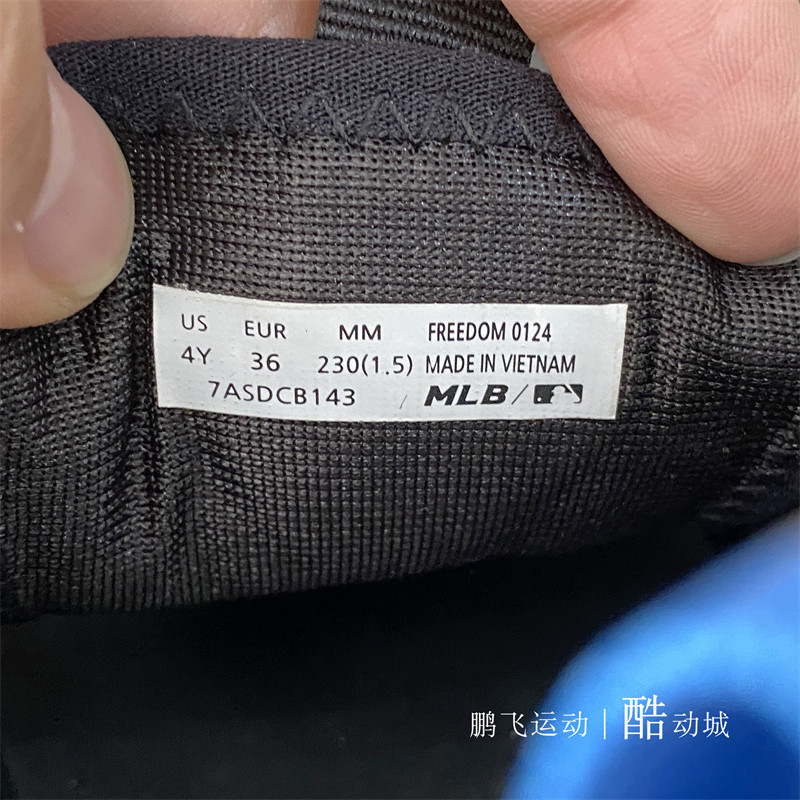 US EUR MM FREEDOM 0124
4Y 36 230(1.5) MADE IN VIETNAM
7ASDCB143 / MLB/
鹏飞运动 | 酷动城